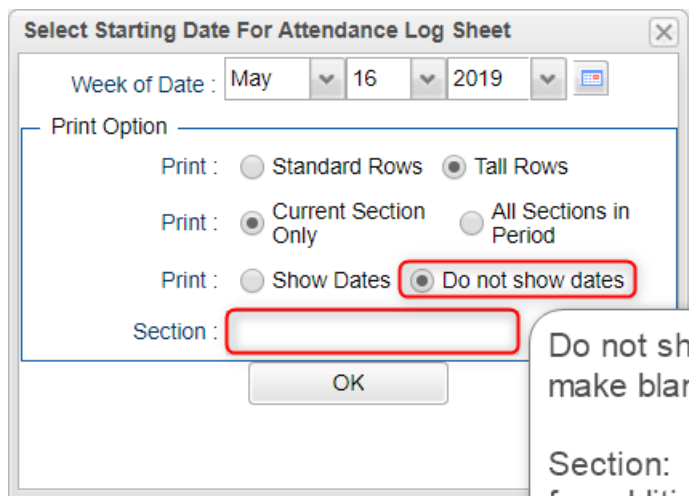 Select Starting Date For Attendance Log Sheet
Week of Date : May 16 2019
Print Option
Print : Standard Rows Tall Rows
Print : Current Section Only All Sections in Period
Print : Show Dates Do not show dates
Section :
OK
Do not
make
Section: